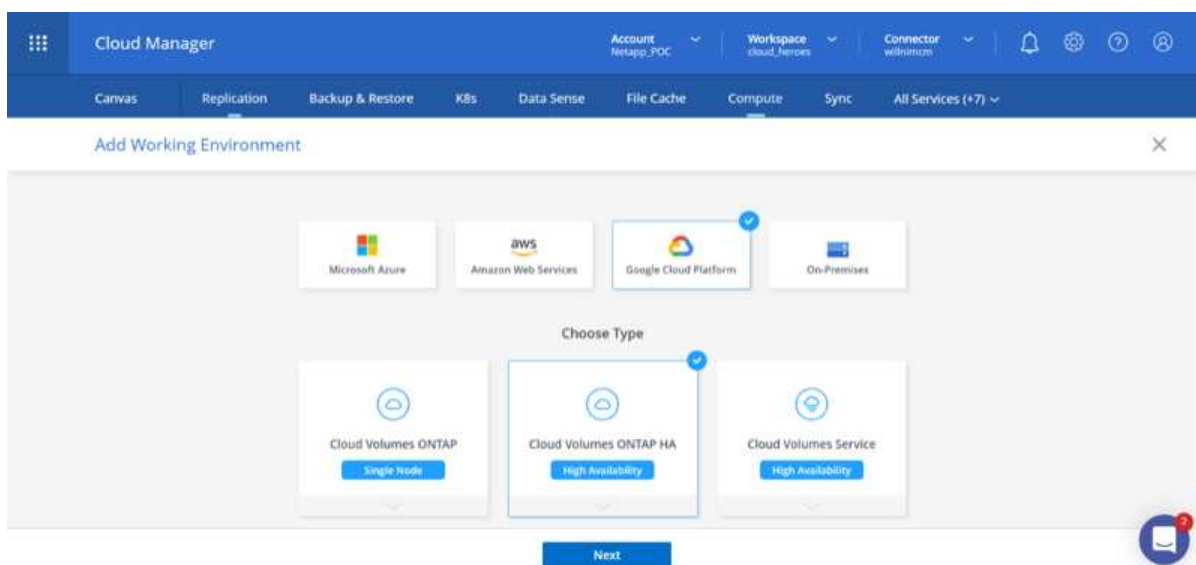 Cloud Manager
Account
Netapp_POC
Workspace
cloud_heroes
Connector
willnimcm
Canvas Replication Backup & Restore K8s Data Sense File Cache Compute Sync All Services (+7)
Add Working Environment
Microsoft Azure
aws
Amazon Web Services
Google Cloud Platform
On-Premises
Choose Type
Cloud Volumes ONTAP
Single Node
Cloud Volumes ONTAP HA
High Availability
Cloud Volumes Service
High Availability
Next
2